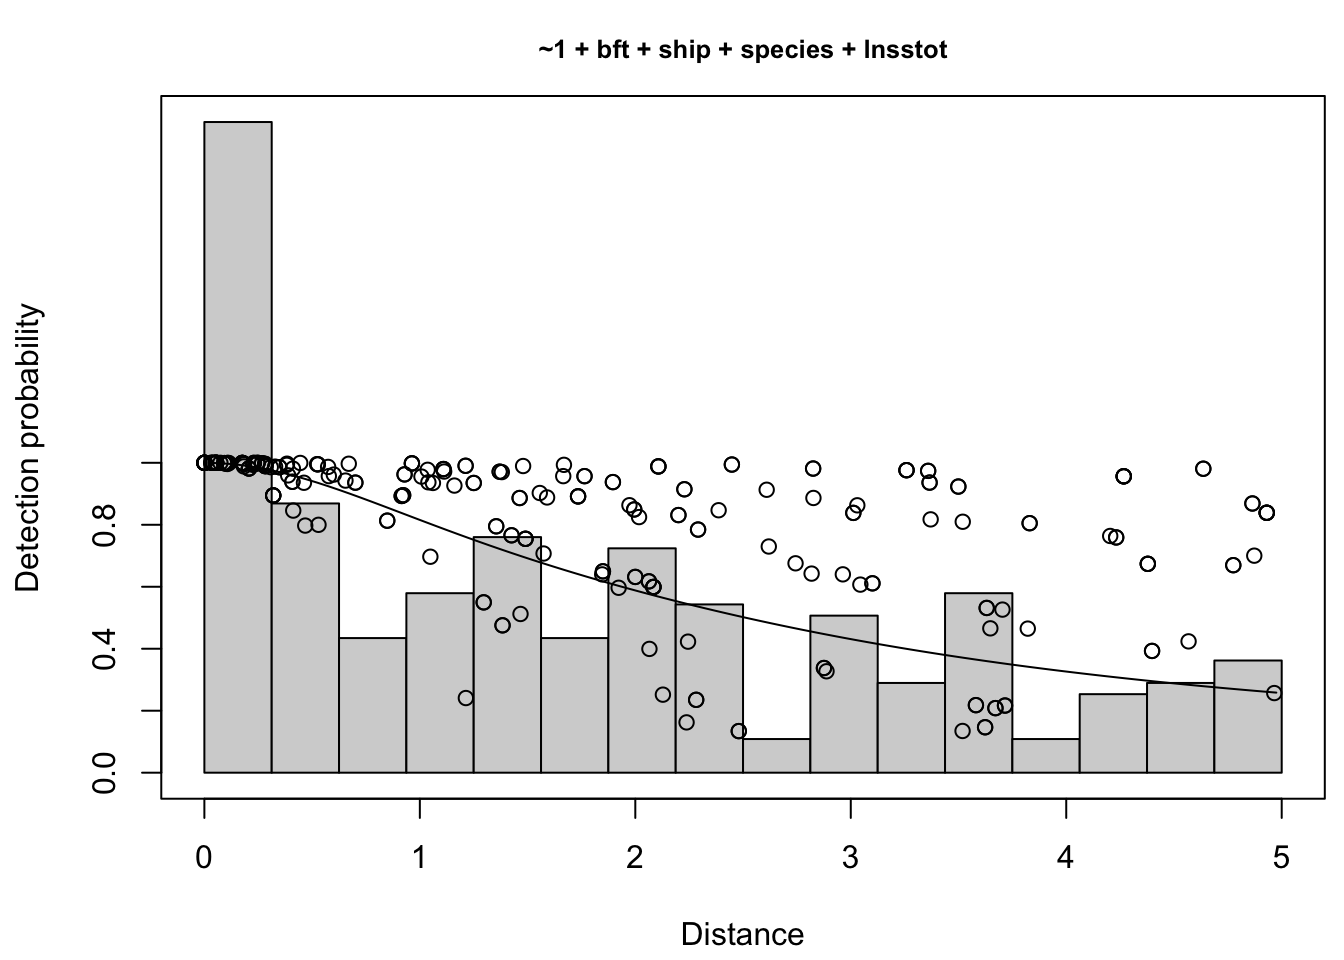 ~1 + bft + ship + species + lnsstot
Detection probability
0.8
0.4
0.0
0 1 2 3 4 5
Distance